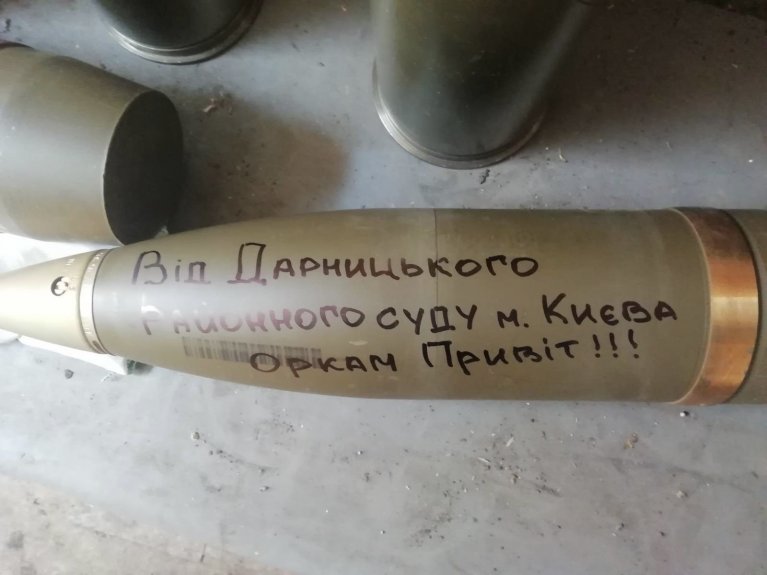 Від Дарницького
Районного суду м. Києва
Оркам Привіт!!!